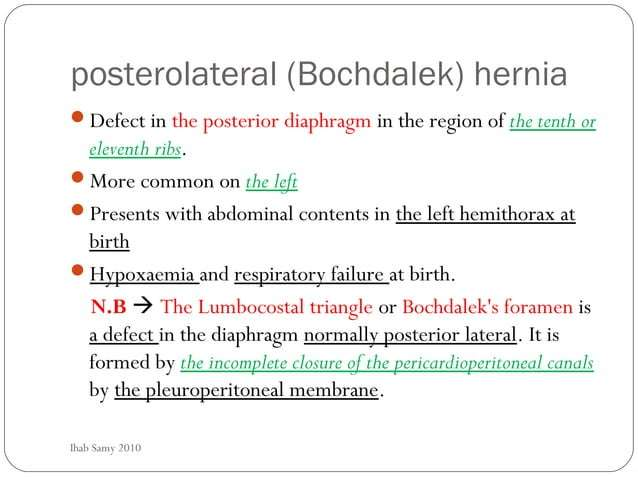 posterolateral (Bochdalek) hernia
Defect in the posterior diaphragm in the region of the tenth or
eleventh ribs.
More common on the left
Presents with abdominal contents in the left hemithorax at
birth
Hypoxaemia and respiratory failure at birth.
N.B → The Lumbocostal triangle or Bochdalek's foramen is
a defect in the diaphragm normally posterior lateral. It is
formed by the incomplete closure of the pericardioperitoneal canals
by the pleuroperitoneal membrane.
Ihab Samy 2010